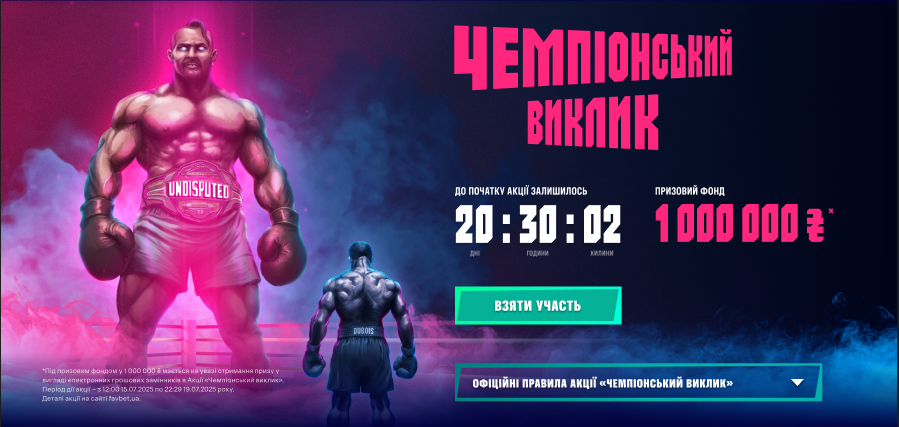 ЧЕМПІОНСЬКИЙ
ВИКЛИК
UNDISPUTED
ДО ПОЧАТКУ АКЦІЇ ЗАЛИШИЛОСЬ
20 : 30 : 02
ДНІ ГОДИНИ ХИЛИНИ
ПРИЗОВИЙ ФОНД
1 000 000 ₴*
DUBOIS
ВЗЯТИ УЧАСТЬ
*Під призовим фондом у 1 000 000 ₴ мається на увазі отримання призу у
вигляді електронних грошових замінників в Акції «Чемпіонський виклик».
Період дії акції – з 12:00 15.07.2025 по 22:29 19.07.2025 року.
Деталі акції на сайті favbet.ua.
ОФІЦІЙНІ ПРАВИЛА АКЦІЇ «ЧЕМПІОНСЬКИЙ ВИКЛИК»